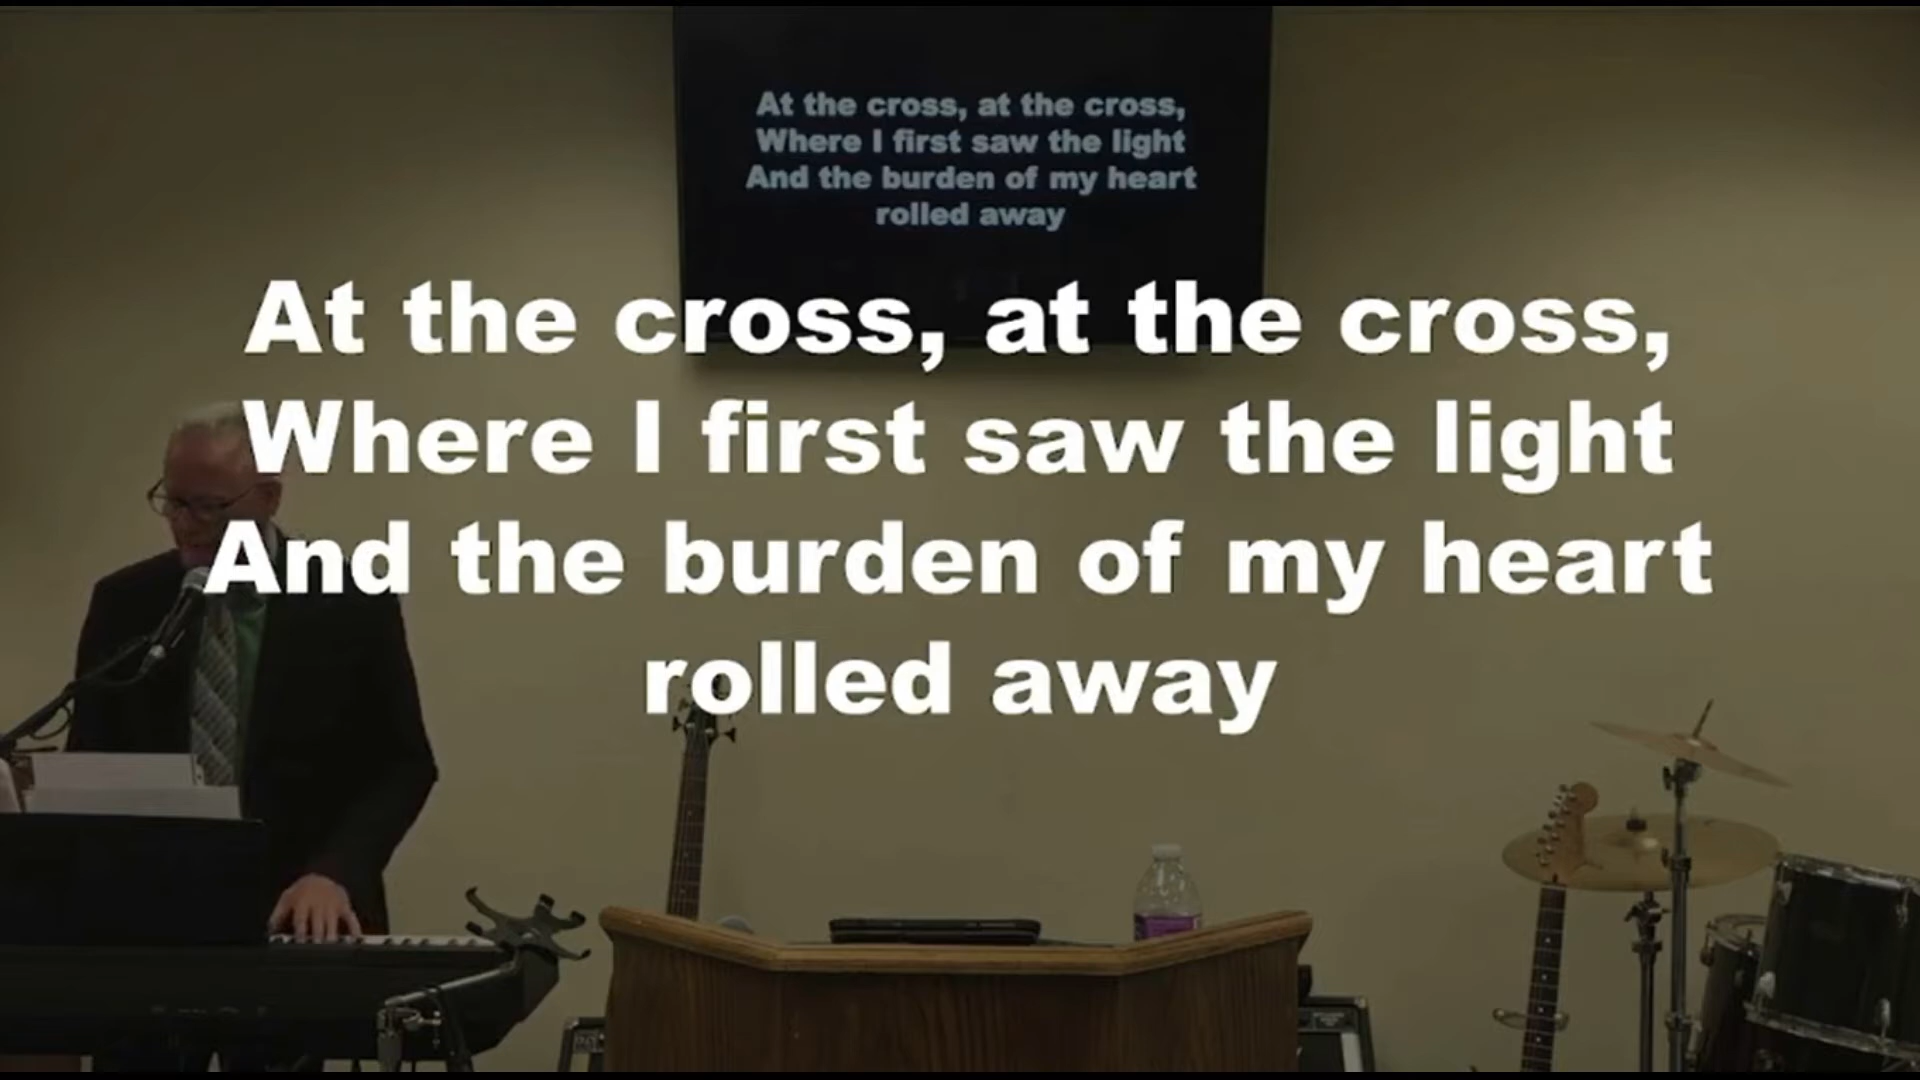 At the cross, at the cross,
Where I first saw the light
And the burden of my heart
rolled away
At the cross, at the cross,
Where I first saw the light
And the burden of my heart
rolled away